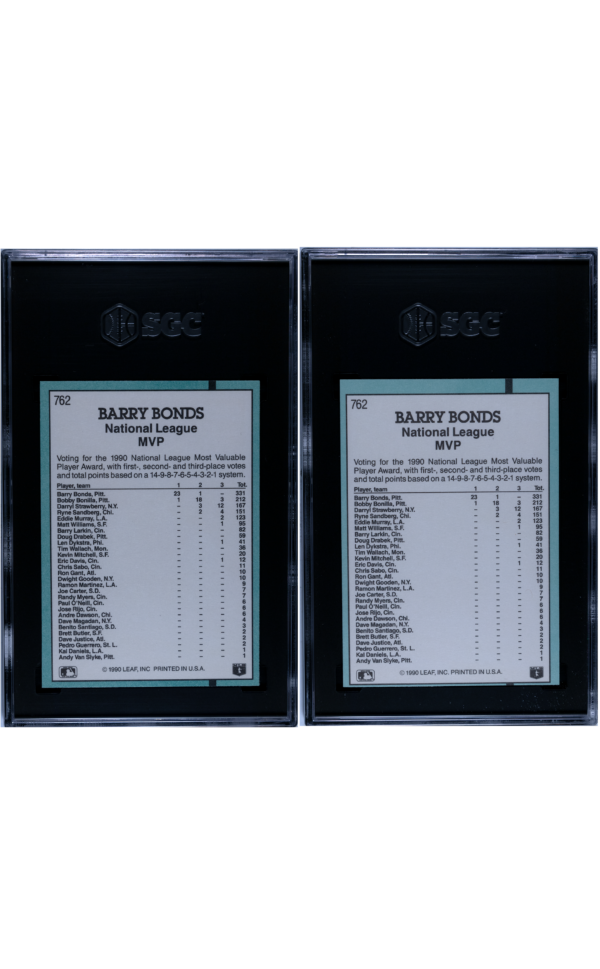 SGC
762
BARRY BONDS
National League
MVP
Voting for the 1990 National League Most Valuable
Player Award, with first-, second- and third-place votes
and total points based on a 14-9-8-7-6-5-4-3-2-1 system.
Player, team 1 2 3 Tot.
Barry Bonds, Pitt. 23 1 – 331
Bobby Bonilla, Pitt. 1 18 3 212
Darryl Strawberry, N.Y. – 3 12 167
Ryne Sandberg, Chi. – 2 4 151
Eddie Murray, L.A. – – 2 123
Matt Williams, S.F. – – 1 95
Barry Larkin, Cin. – – – 82
Doug Drabek, Pitt. – – – 59
Len Dykstra, Phi. – – 1 41
Tim Wallach, Mon. – – – 36
Kevin Mitchell, S.F. – – – 20
Eric Davis, Cin. – – 1 12
Chris Sabo, Cin. – – – 11
Ron Gant, Atl. – – – 10
Dwight Gooden, N.Y. – – – 10
Ramon Martinez, L.A. – – – 9
Joe Carter, S.D. – – – 7
Randy Myers, Cin. – – – 7
Paul O'Neill, Cin. – – – 6
Jose Rijo, Cin. – – – 6
Andre Dawson, Chi. – – – 6
Dave Magadan, N.Y. – – – 4
Benito Santiago, S.D. – – – 3
Brett Butler, S.F. – – – 2
Dave Justice, Atl. – – – 2
Pedro Guerrero, St. L. – – – 2
Kal Daniels, L.A. – – – 1
Andy Van Slyke, Pitt. – – – 1
© 1990 LEAF, INC. PRINTED IN U.S.A.
SGC
762
BARRY BONDS
National League
MVP
Voting for the 1990 National League Most Valuable
Player Award, with first-, second- and third-place votes
and total points based on a 14-9-8-7-6-5-4-3-2-1 system.
Player, team 1 2 3 Tot.
Barry Bonds, Pitt. 23 1 – 331
Bobby Bonilla, Pitt. 1 18 3 212
Darryl Strawberry, N.Y. – 3 12 167
Ryne Sandberg, Chi. – 2 4 151
Eddie Murray, L.A. – – 2 123
Matt Williams, S.F. – – 1 95
Barry Larkin, Cin. – – – 82
Doug Drabek, Pitt. – – – 59
Len Dykstra, Phi. – – 1 41
Tim Wallach, Mon. – – – 36
Kevin Mitchell, S.F. – – – 20
Eric Davis, Cin. – – 1 12
Chris Sabo, Cin. – – – 11
Ron Gant, Atl. – – – 10
Dwight Gooden, N.Y. – – – 10
Ramon Martinez, L.A. – – – 9
Joe Carter, S.D. – – – 7
Randy Myers, Cin. – – – 7
Paul O'Neill, Cin. – – – 6
Jose Rijo, Cin. – – – 6
Andre Dawson, Chi. – – – 6
Dave Magadan, N.Y. – – – 4
Benito Santiago, S.D. – – – 3
Brett Butler, S.F. – – – 2
Dave Justice, Atl. – – – 2
Pedro Guerrero, St. L. – – – 2
Kal Daniels, L.A. – – – 1
Andy Van Slyke, Pitt. – – – 1
© 1990 LEAF, INC. PRINTED IN U.S.A.